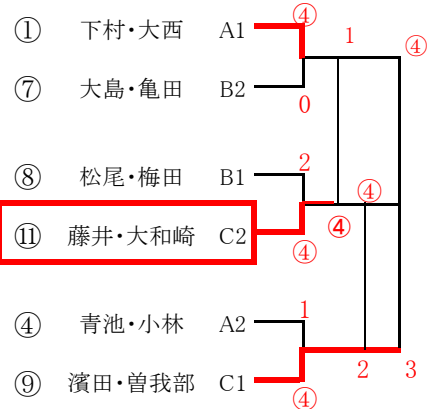 ① 下村・大西 A1 ④ 1 ④
⑦ 大島・亀田 B2 0
⑧ 松尾・梅田 B1 2 ④
⑪ 藤井・大和崎 C2 ④ ④
④ 青池・小林 A2 1
⑨ 濱田・曽我部 C1 ④ 2 3